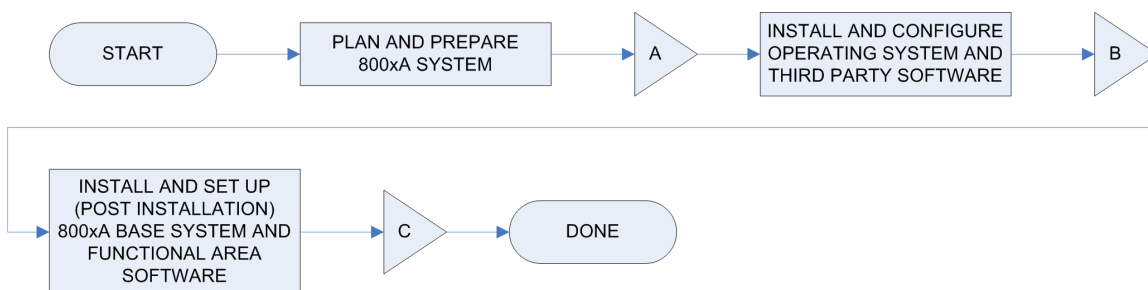 START
PLAN AND PREPARE
800xA SYSTEM
A
INSTALL AND CONFIGURE
OPERATING SYSTEM AND
THIRD PARTY SOFTWARE
B
INSTALL AND SET UP
(POST INSTALLATION)
800xA BASE SYSTEM AND
FUNCTIONAL AREA
SOFTWARE
C
DONE